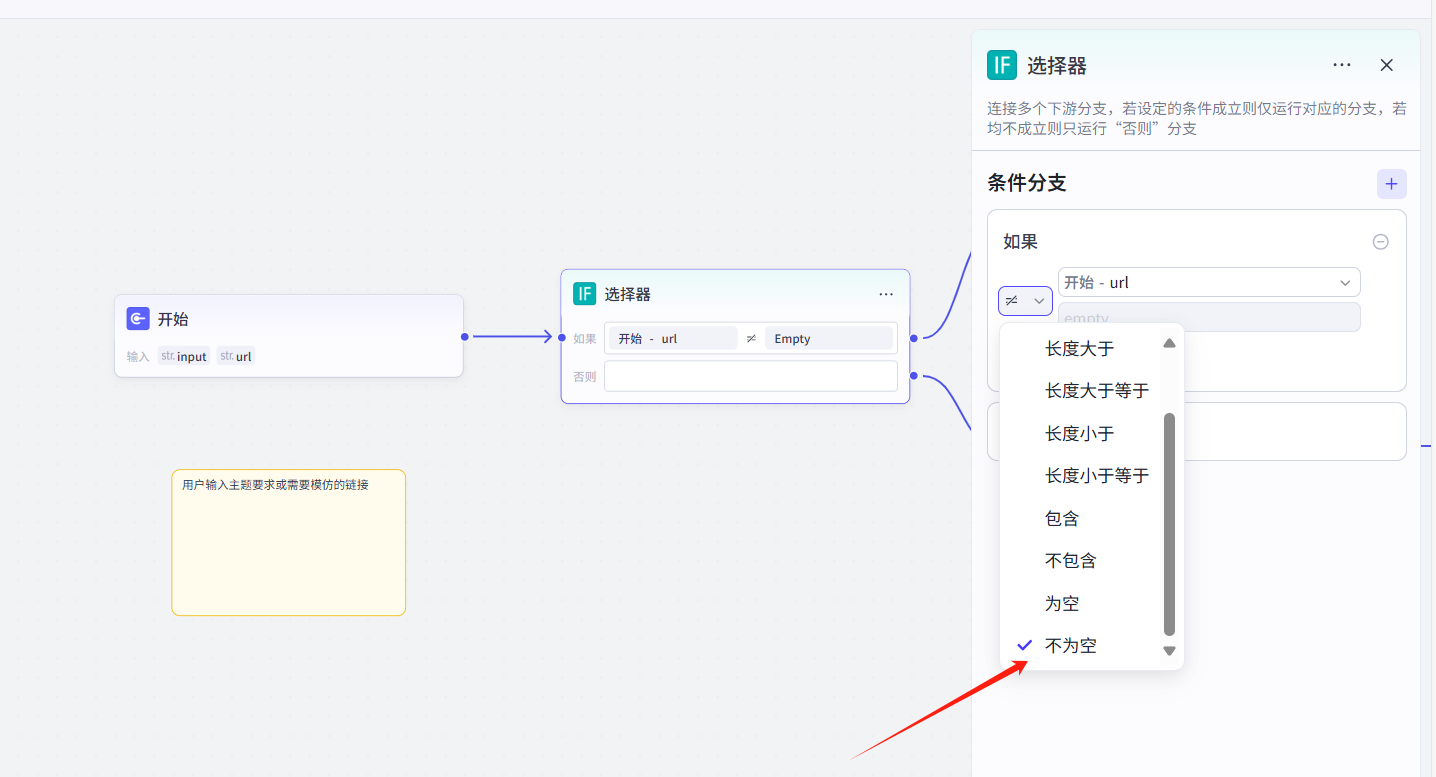 开始
输入 str. input str. url
用户输入主题要求或需要模仿的链接
IF 选择器
如果 开始 - url ≠ Empty
否则
IF 选择器
连接多个下游分支，若设定的条件成立则仅运行对应的分支，若
均不成立则只运行“否则”分支
条件分支
如果
≠ 开始 - url
empty
长度大于
长度大于等于
长度小于
长度小于等于
包含
不包含
为空
不为空